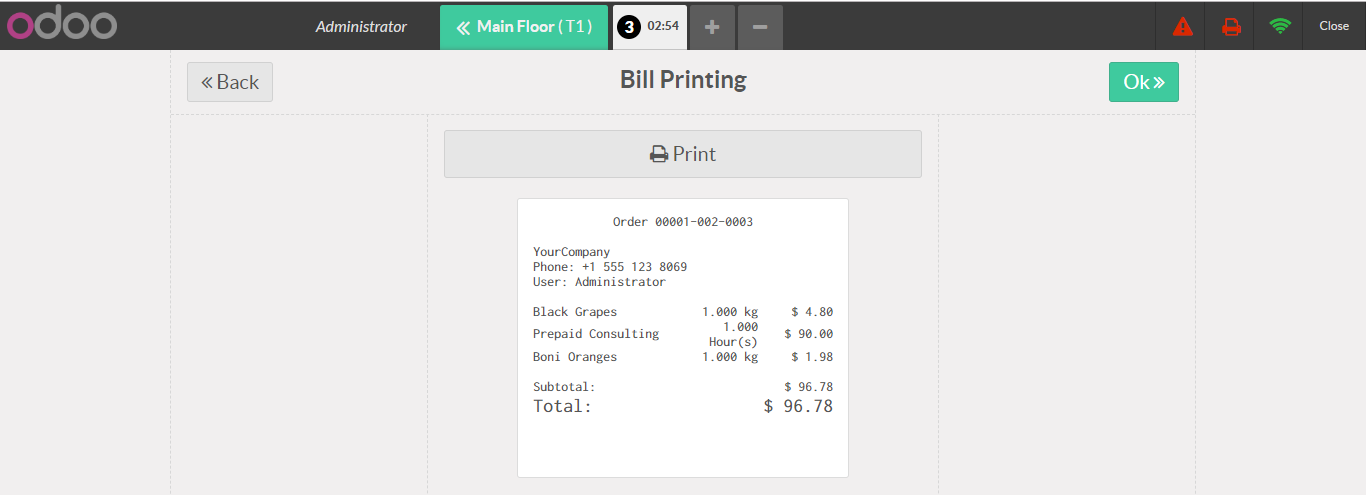 odoo
Administrator
Main Floor (T1)
3 02:54
Close
Back
Bill Printing
Ok
Print
Order 00001-002-0003
YourCompany
Phone: +1 555 123 8069
User: Administrator
Black Grapes 1.000 kg $ 4.80
Prepaid Consulting 1.000 Hour(s) $ 90.00
Boni Oranges 1.000 kg $ 1.98
Subtotal: $ 96.78
Total: $ 96.78